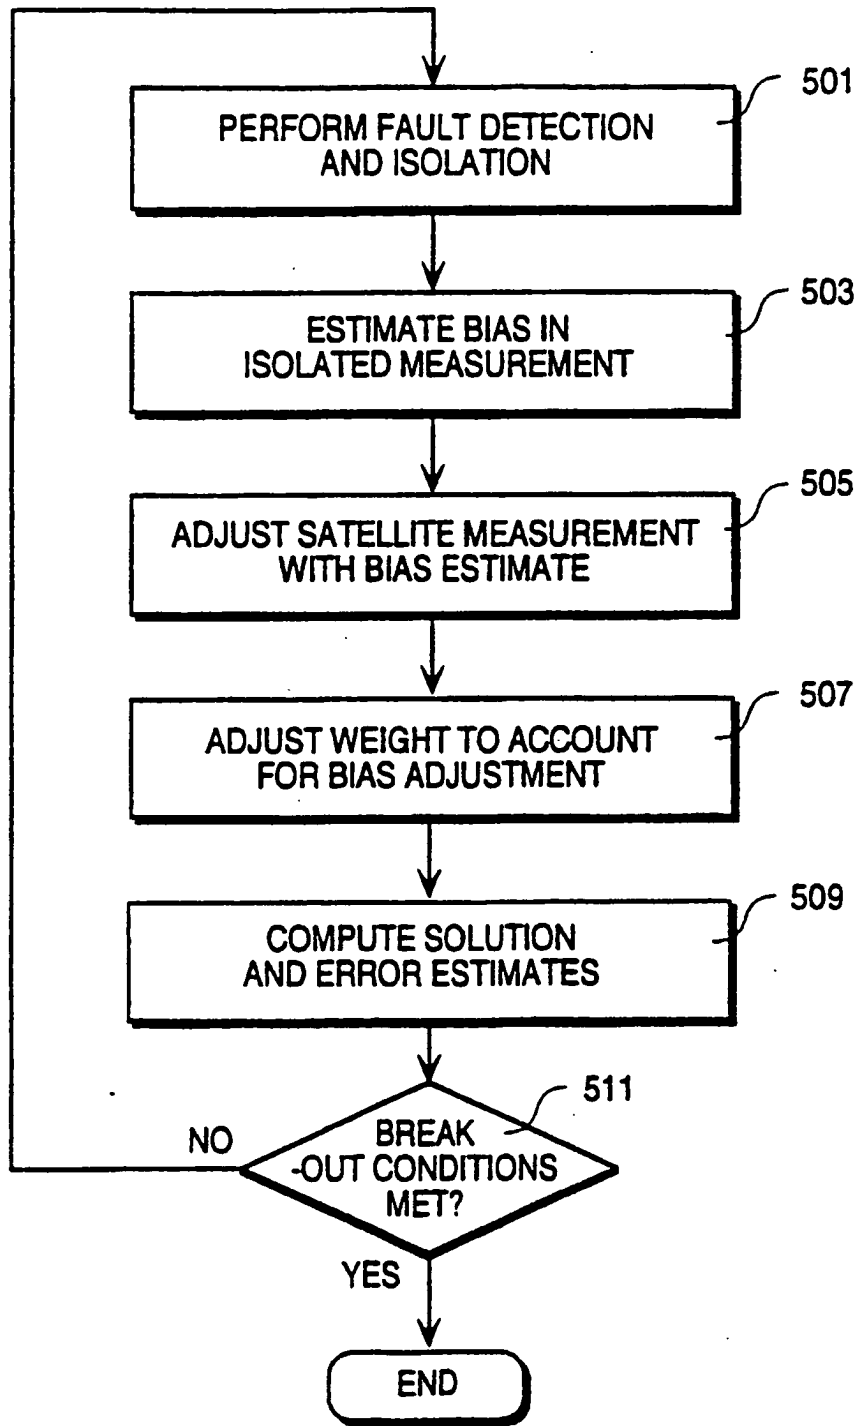 501
PERFORM FAULT DETECTION
AND ISOLATION
503
ESTIMATE BIAS IN
ISOLATED MEASUREMENT
505
ADJUST SATELLITE MEASUREMENT
WITH BIAS ESTIMATE
507
ADJUST WEIGHT TO ACCOUNT
FOR BIAS ADJUSTMENT
509
COMPUTE SOLUTION
AND ERROR ESTIMATES
511
NO
BREAK
-OUT CONDITIONS
MET?
YES
END